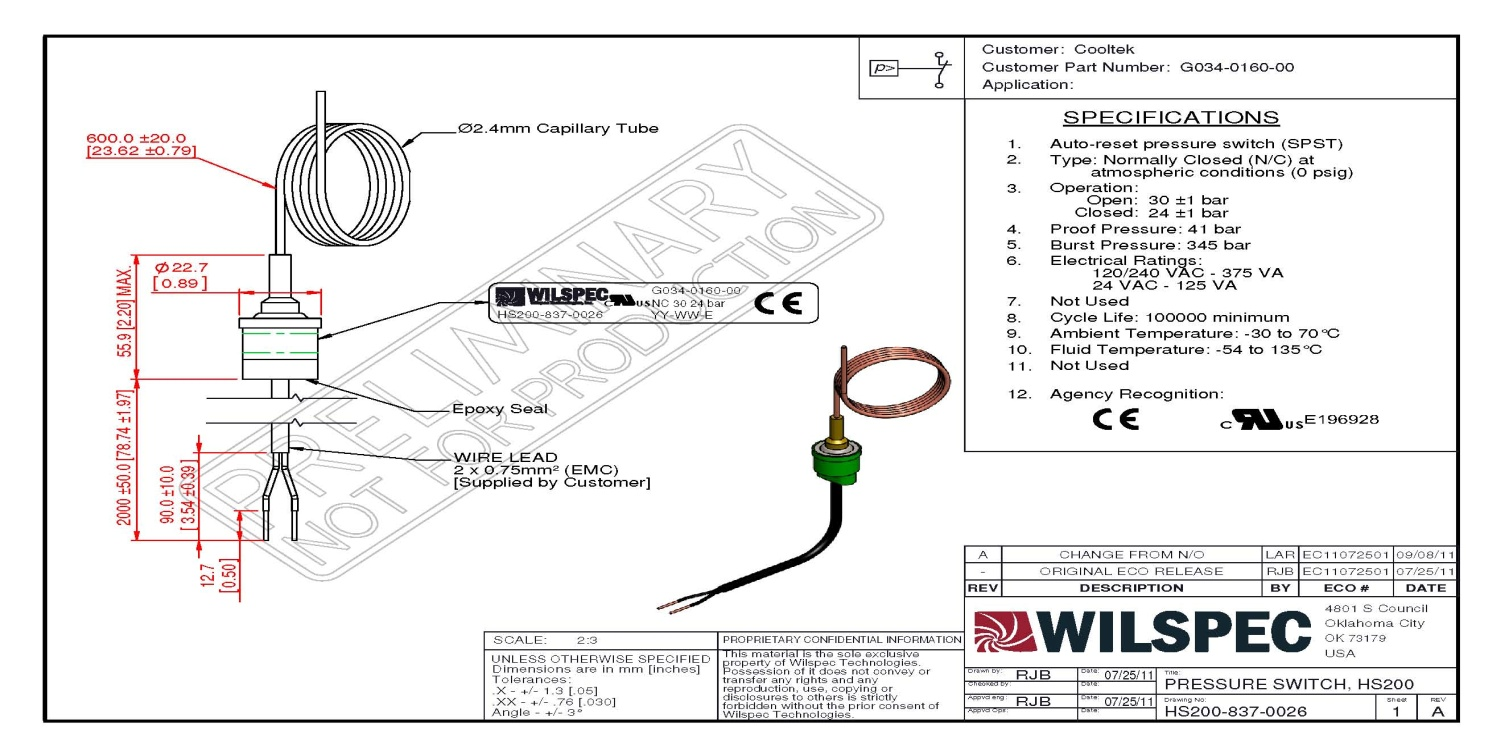 p>
Customer: Cooltek
Customer Part Number: G034-0160-00
Application:
SPECIFICATIONS
1. Auto-reset pressure switch (SPST)
2. Type: Normally Closed (N/C) at
atmospheric conditions (0 psig)
3. Operation:
Open: 30 ±1 bar
Closed: 24 ±1 bar
4. Proof Pressure: 41 bar
5. Burst Pressure: 345 bar
6. Electrical Ratings:
120/240 VAC - 375 VA
24 VAC - 125 VA
7. Not Used
8. Cycle Life: 100000 minimum
9. Ambient Temperature: -30 to 70°C
10. Fluid Temperature: -54 to 135°C
11. Not Used
12. Agency Recognition:
CE c RU US E196928
600.0 ±20.0
[23.62 ±0.79]
Ø2.4mm Capillary Tube
Ø22.7
[0.89]
55.9 [2.20] MAX.
WILSPEC c RU US
G034-0160-00
NC 30 24 bar
HS200-837-0026 YY-WW-E
CE
Epoxy Seal
WIRE LEAD
2 x 0.75mm² (EMC)
[Supplied by Customer]
2000 ±50.0 [78.74 ±1.97]
90.0 ±10.0
[3.54 ±0.39]
12.7
[0.50]
PRELIMINARY
NOT FOR PRODUCTION
A CHANGE FROM N/O LAR EC11072501 09/08/11
- ORIGINAL ECO RELEASE RJB EC11072501 07/25/11
REV DESCRIPTION BY ECO # DATE
WILSPEC
4801 S Council
Oklahoma City
OK 73179
USA
SCALE: 2:3
UNLESS OTHERWISE SPECIFIED
Dimensions are in mm [inches]
Tolerances:
.X - +/- 1.3 [.05]
.XX - +/- .76 [.030]
Angle - +/- 3°
PROPRIETARY CONFIDENTIAL INFORMATION
This material is the sole exclusive
property of Wilspec Technologies.
Possession of it does not convey or
transfer any rights and any
reproduction, use, copying or
disclosures to others is strictly
forbidden without the prior consent of
Wilspec Technologies.
Drawn by: RJB Date: 07/25/11
Checked by: Date:
Appvd eng: RJB Date: 07/25/11
Appvd Ops: Date:
Title:
PRESSURE SWITCH, HS200
Drawing No:
HS200-837-0026
Sheet
1
REV
A